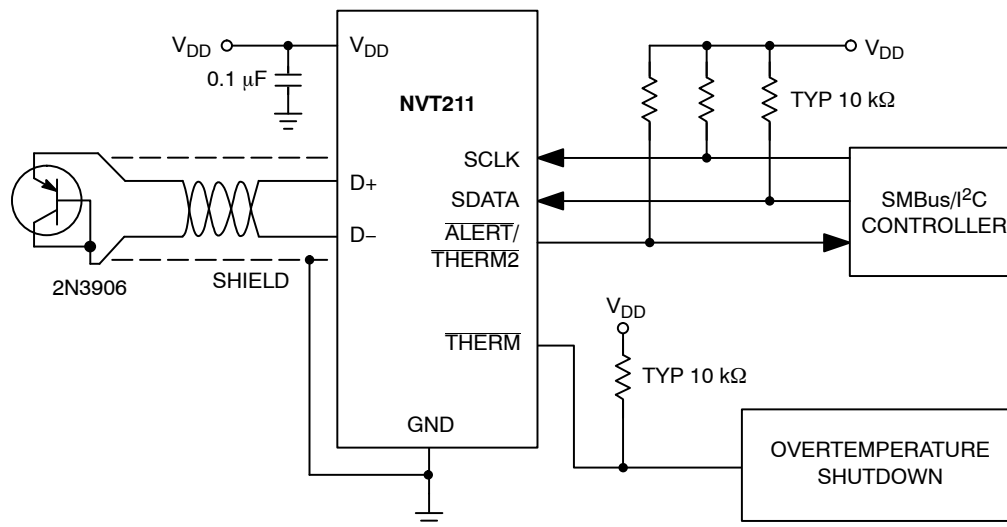 V_DD
V_DD
0.1 μF
NVT211
V_DD
TYP 10 kΩ
SCLK
D+
SDATA
D−
ALERT/
THERM2
SMBus/I²C
CONTROLLER
2N3906
SHIELD
V_DD
THERM
TYP 10 kΩ
GND
OVERTEMPERATURE
SHUTDOWN